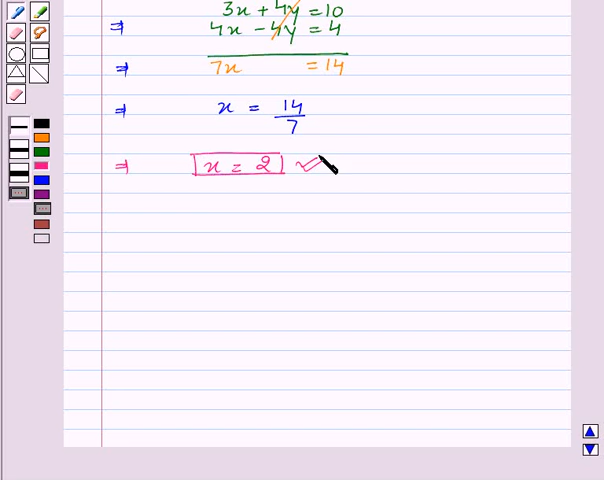 3x + 4y = 10
⇒ 4x - 4y = 4
⇒ 7x = 14
⇒ x = 14/7
⇒ x = 2 ✓